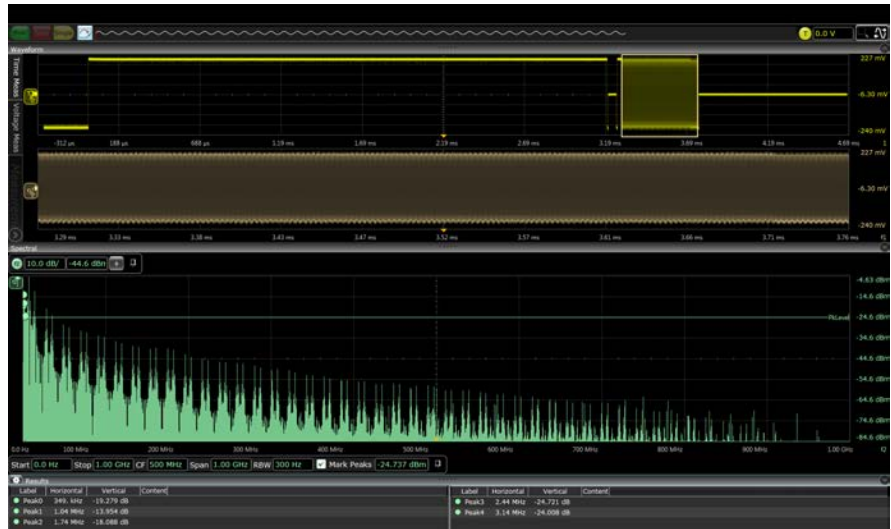 0.0 V
Waveform
Time Meas
Voltage Meas
227 mV
-6.30 mV
-240 mV
-312 µs 188 µs 688 µs 1.19 ms 1.69 ms 2.19 ms 2.69 ms 3.19 ms 3.69 ms 4.19 ms 4.69 ms
227 mV
-6.30 mV
-240 mV
3.29 ms 3.33 ms 3.38 ms 3.43 ms 3.47 ms 3.52 ms 3.57 ms 3.61 ms 3.66 ms 3.71 ms 3.76 ms
Spectral
10.0 dB/ -44.6 dBm
-4.63 dBm
-14.6 dBm
-24.6 dBm
PkLevel
-34.6 dBm
-44.6 dBm
-54.6 dBm
-64.6 dBm
-74.6 dBm
-84.6 dBm
0.0 Hz 100 MHz 200 MHz 300 MHz 400 MHz 500 MHz 600 MHz 700 MHz 800 MHz 900 MHz 1.00 GHz
Start 0.0 Hz Stop 1.00 GHz CF 500 MHz Span 1.00 GHz RBW 300 Hz Mark Peaks -24.737 dBm
Results
Label Horizontal Vertical Content
Peak0 349. kHz -19.279 dB
Peak1 1.04 MHz -13.954 dB
Peak2 1.74 MHz -18.088 dB
Label Horizontal Vertical Content
Peak3 2.44 MHz -24.721 dB
Peak4 3.14 MHz -24.008 dB